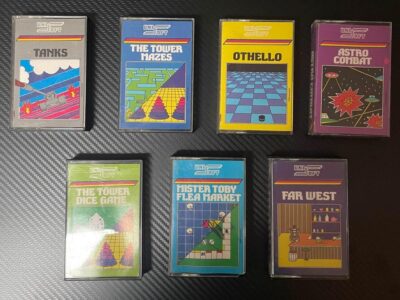 TANKS
THE TOWER
MAZES
OTHELLO
ASTRO
COMBAT
THE TOWER
DICE GAME
MISTER TOBY
FLEA MARKET
FAR WEST